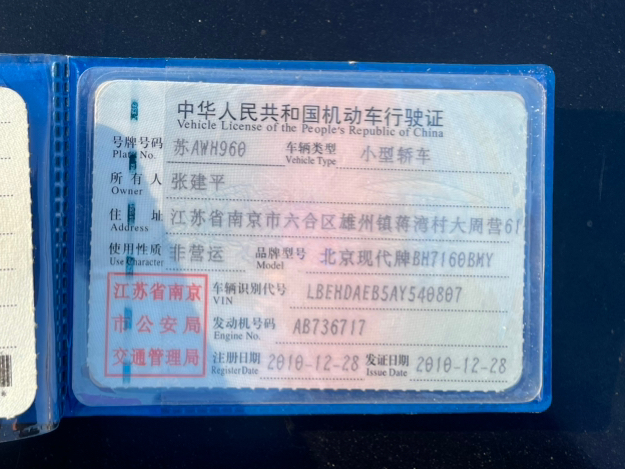 中华人民共和国机动车行驶证
Vehicle License of the People's Republic of China
号牌号码 苏AWH960 车辆类型 小型轿车
Plate No. Vehicle Type
所有人 张建平
Owner
住址 江苏省南京市六合区雄州镇蒋湾村大周营61
Address
使用性质 非营运 品牌型号 北京现代牌BH7160BMY
Use Character Model
江苏省南京 车辆识别代号 LBEHDAEB5AY540807
VIN
市公安局 发动机号码 AB736717
Engine No.
交通管理局 注册日期 2010-12-28 发证日期 2010-12-28
Register Date Issue Date